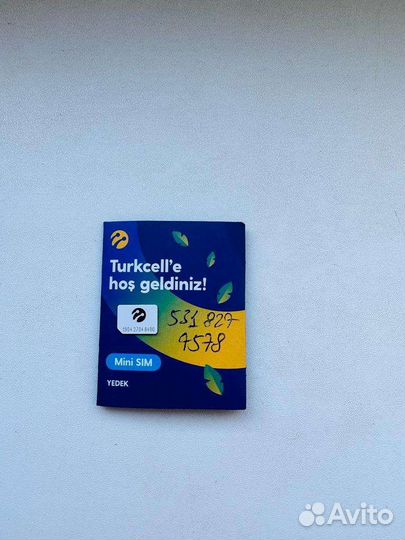 Turkcell'e
hoş geldiniz!
531 827
4578
Mini SIM
YEDEK
Avito